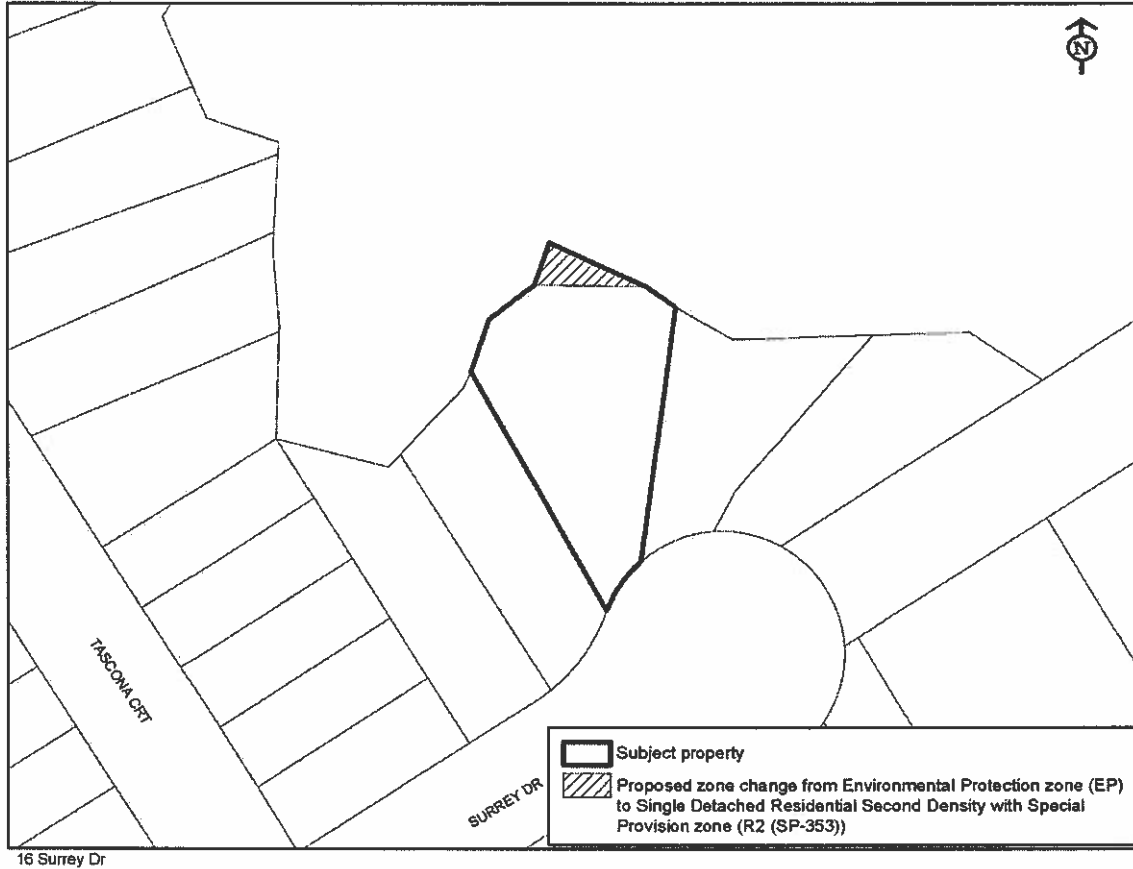 N
TASCONA CRT
SURREY DR
Subject property
Proposed zone change from Environmental Protection zone (EP)
to Single Detached Residential Second Density with Special
Provision zone (R2 (SP-353))
16 Surrey Dr